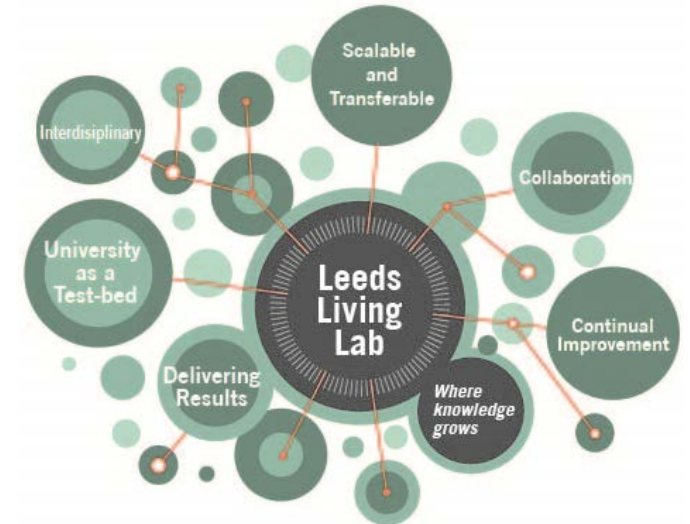 Scalable
and
Transferable
Interdisiplinary
Collaboration
University
as a
Test-bed
Leeds
Living
Lab
Continual
Improvement
Delivering
Results
Where
knowledge
grows